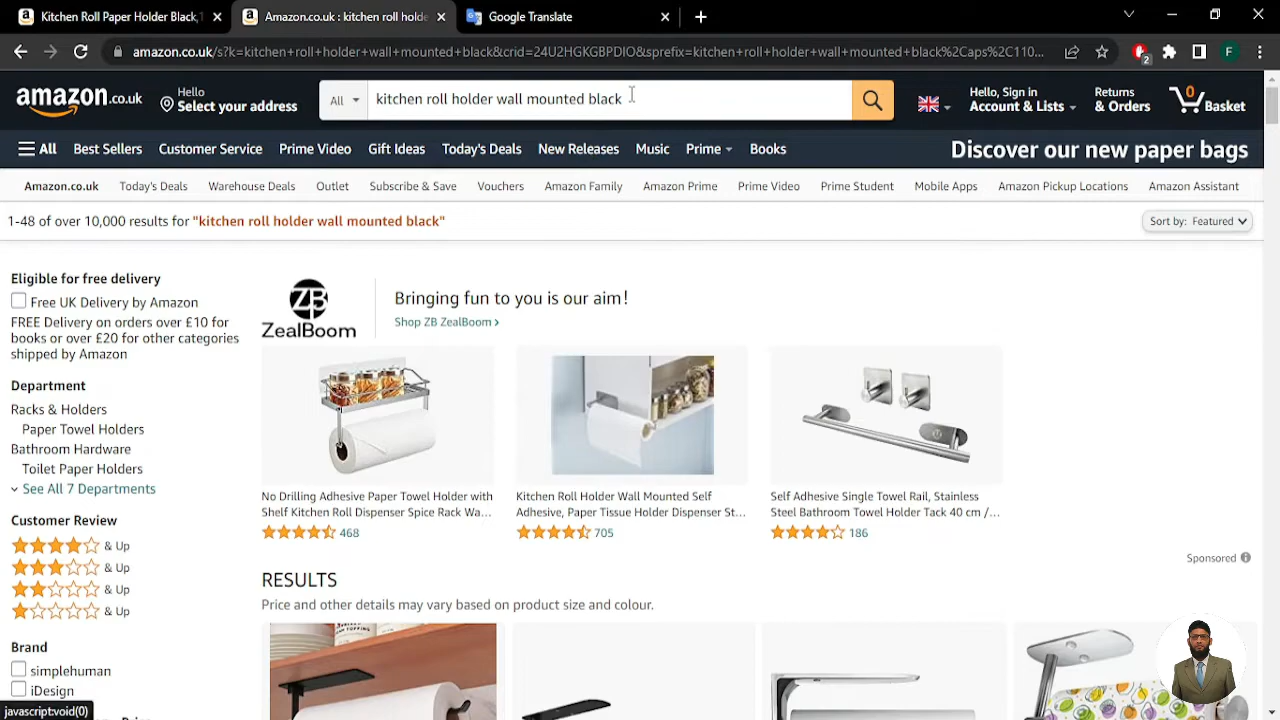 Kitchen Roll Paper Holder Black,1
Amazon.co.uk : kitchen roll holde
Google Translate
amazon.co.uk/s?k=kitchen+roll+holder+wall+mounted+black&crid=24U2HGKGBPDIO&sprefix=kitchen+roll+holder+wall+mounted+black%2Caps%2C110...
2
F
amazon.co.uk
Hello
Select your address
All
kitchen roll holder wall mounted black
Hello, Sign in
Account & Lists
Returns
& Orders
0
Basket
All
Best Sellers
Customer Service
Prime Video
Gift Ideas
Today's Deals
New Releases
Music
Prime
Books
Discover our new paper bags
Amazon.co.uk
Today's Deals
Warehouse Deals
Outlet
Subscribe & Save
Vouchers
Amazon Family
Amazon Prime
Prime Video
Prime Student
Mobile Apps
Amazon Pickup Locations
Amazon Assistant
1-48 of over 10,000 results for "kitchen roll holder wall mounted black"
Sort by: Featured
Eligible for free delivery
Free UK Delivery by Amazon
FREE Delivery on orders over £10 for
books or over £20 for other categories
shipped by Amazon
Department
Racks & Holders
Paper Towel Holders
Bathroom Hardware
Toilet Paper Holders
See All 7 Departments
Customer Review
& Up
& Up
& Up
& Up
Brand
simplehuman
iDesign
javascript:void(0)
ZB
ZealBoom
Bringing fun to you is our aim!
Shop ZB ZealBoom ›
No Drilling Adhesive Paper Towel Holder with
Shelf Kitchen Roll Dispenser Spice Rack Wa...
468
Kitchen Roll Holder Wall Mounted Self
Adhesive, Paper Tissue Holder Dispenser St...
705
Self Adhesive Single Towel Rail, Stainless
Steel Bathroom Towel Holder Tack 40 cm /...
186
Sponsored
RESULTS
Price and other details may vary based on product size and colour.